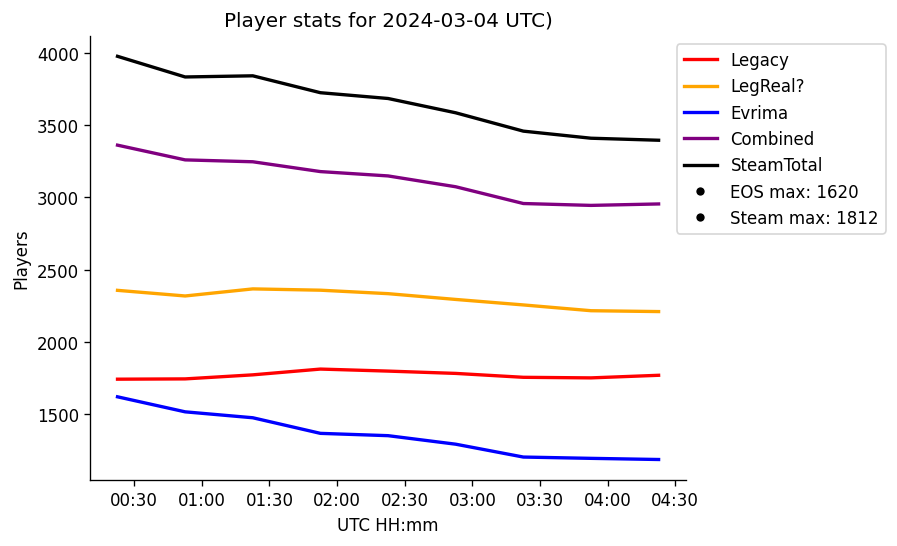 Player stats for 2024-03-04 UTC)
4000
3500
3000
2500
2000
1500
Players
00:30 01:00 01:30 02:00 02:30 03:00 03:30 04:00 04:30
UTC HH:mm
Legacy
LegReal?
Evrima
Combined
SteamTotal
EOS max: 1620
Steam max: 1812